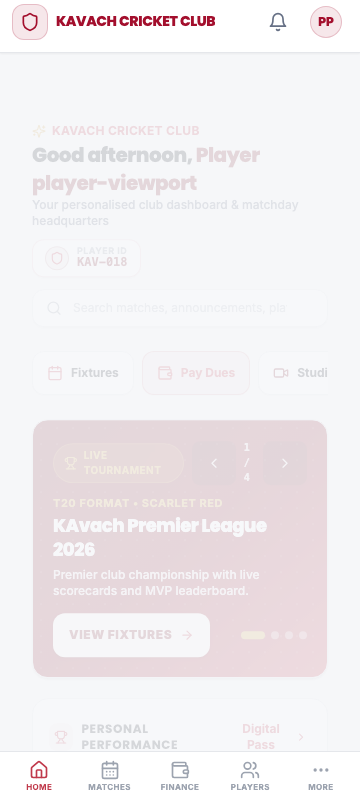 KAVACH CRICKET CLUB
PP
KAVACH CRICKET CLUB
Good afternoon, Player
player-viewport
Your personalised club dashboard & matchday
headquarters
PLAYER ID
KAV-018
Search matches, announcements, pla
Fixtures
Pay Dues
Studi
LIVE
TOURNAMENT
1
/
4
T20 FORMAT • SCARLET RED
KAvach Premier League
2026
Premier club championship with live
scorecards and MVP leaderboard.
VIEW FIXTURES →
PERSONAL
PERFORMANCE
Digital
Pass
HOME
MATCHES
FINANCE
PLAYERS
MORE